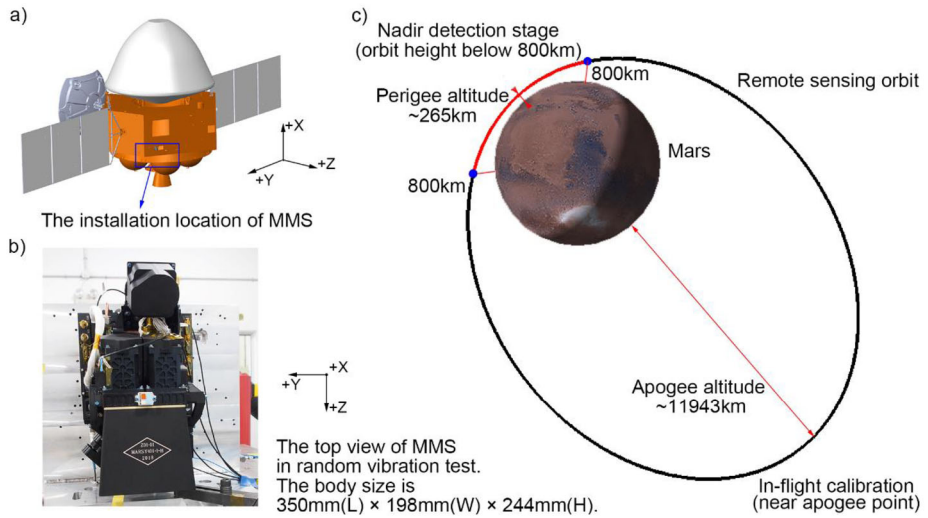 a)
+X
+Z
+Y
The installation location of MMS
b)
+Y
+X
+Z
The top view of MMS
in random vibration test.
The body size is
350mm(L) × 198mm(W) × 244mm(H).
c)
Nadir detection stage
(orbit height below 800km)
800km
Remote sensing orbit
Perigee altitude
~265km
Mars
800km
Apogee altitude
~11943km
In-flight calibration
(near apogee point)